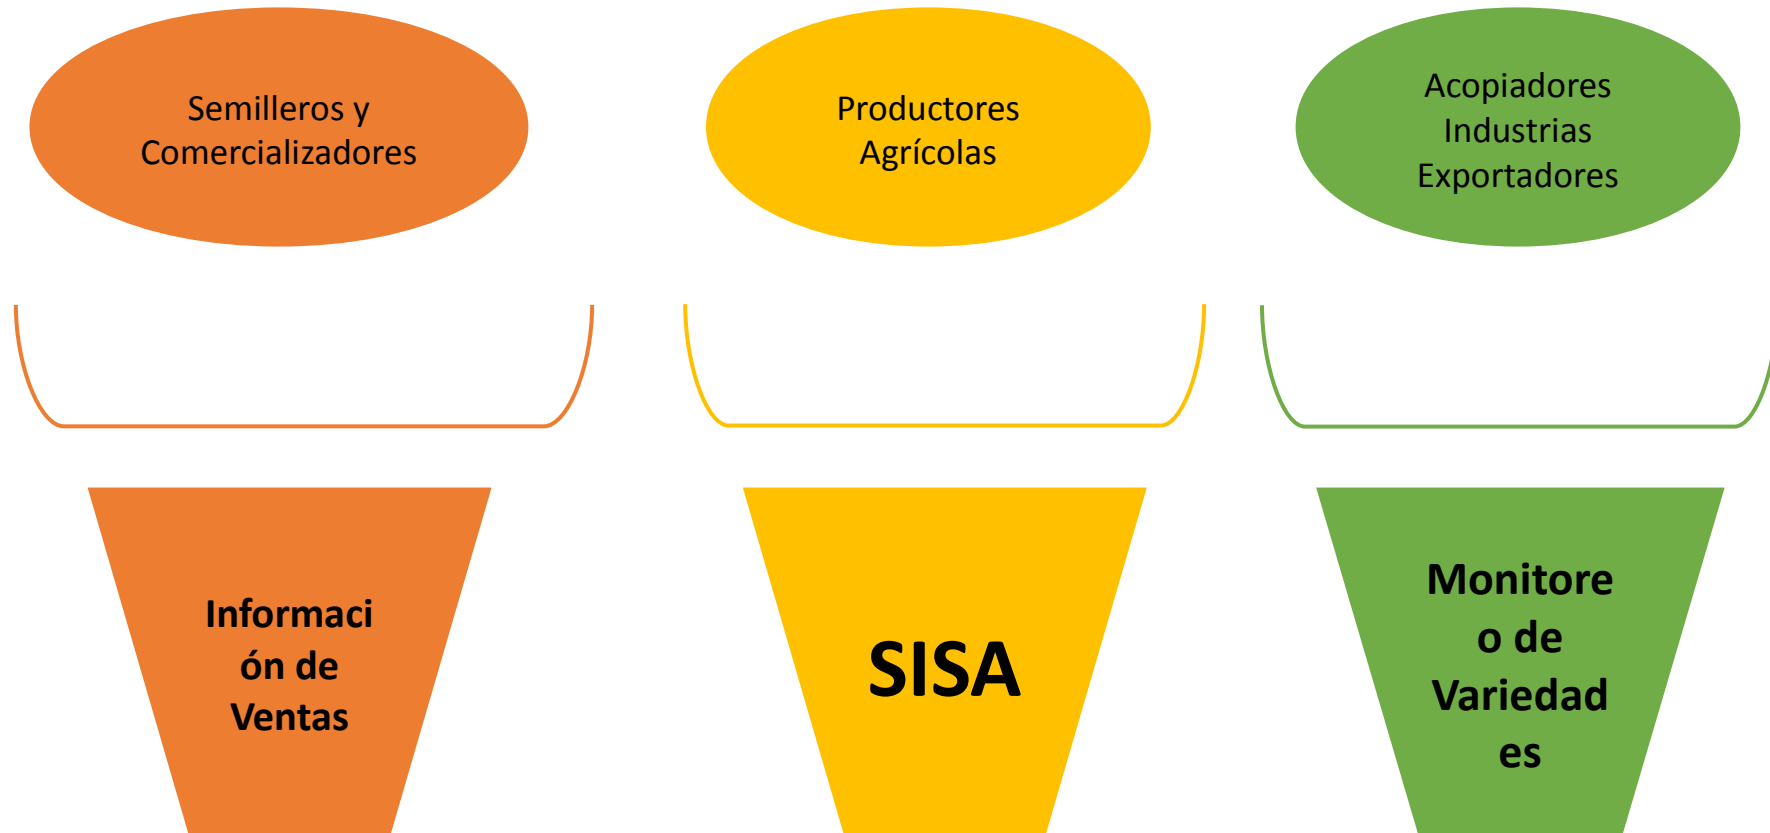 Semilleros y
Comercializadores
Productores
Agrícolas
Acopiadores
Industrias
Exportadores
Informaci
ón de
Ventas
SISA
Monitore
o de
Variedad
es